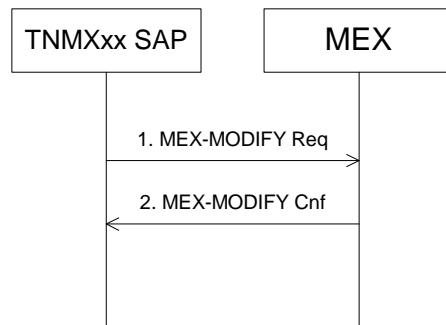 TNMXxx SAP
MEX
1. MEX-MODIFY Req
2. MEX-MODIFY Cnf